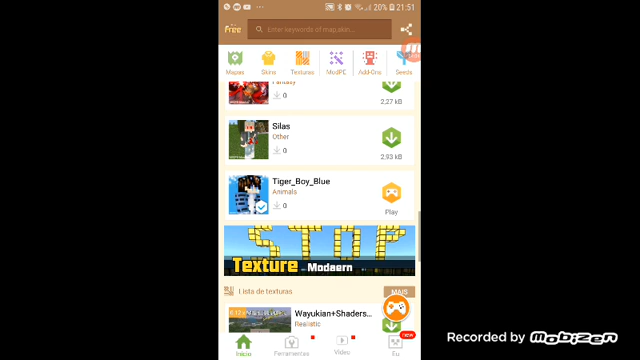 20% 21:51
Free
Enter keywords of map,skin...
Mapas
Skins
Texturas
ModPE
Add-Ons
Seeds
Fantasy
0
2,27 kB
Silas
Other
0
2,93 kB
Tiger_Boy_Blue
Animals
0
Play
STOP
Texture Modaern
Lista de texturas
MAIS
Wayukian+Shaders...
Realistic
new
Início
Ferramentas
Vídeo
Eu
Recorded by Mobizen